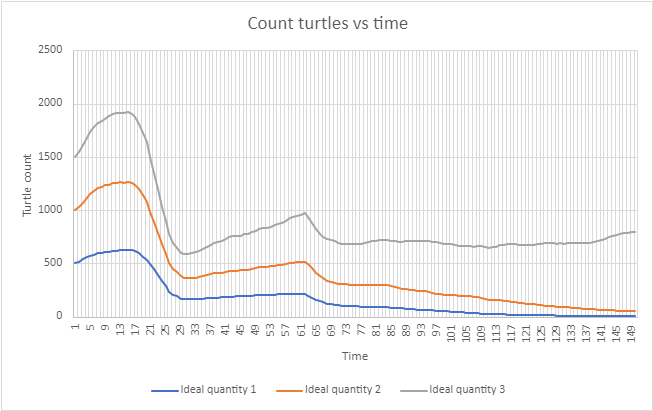 Count turtles vs time
2500
2000
1500
1000
500
0
Turtle count
1 5 9 13 17 21 25 29 33 37 41 45 49 53 57 61 65 69 73 77 81 85 89 93 97 101 105 109 113 117 121 125 129 133 137 141 145 149
Time
Ideal quantity 1 Ideal quantity 2 Ideal quantity 3